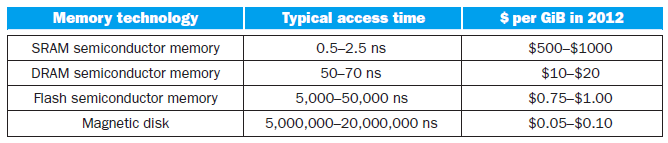 Memory technology Typical access time $ per GiB in 2012
SRAM semiconductor memory 0.5–2.5 ns $500–$1000
DRAM semiconductor memory 50–70 ns $10–$20
Flash semiconductor memory 5,000–50,000 ns $0.75–$1.00
Magnetic disk 5,000,000–20,000,000 ns $0.05–$0.10